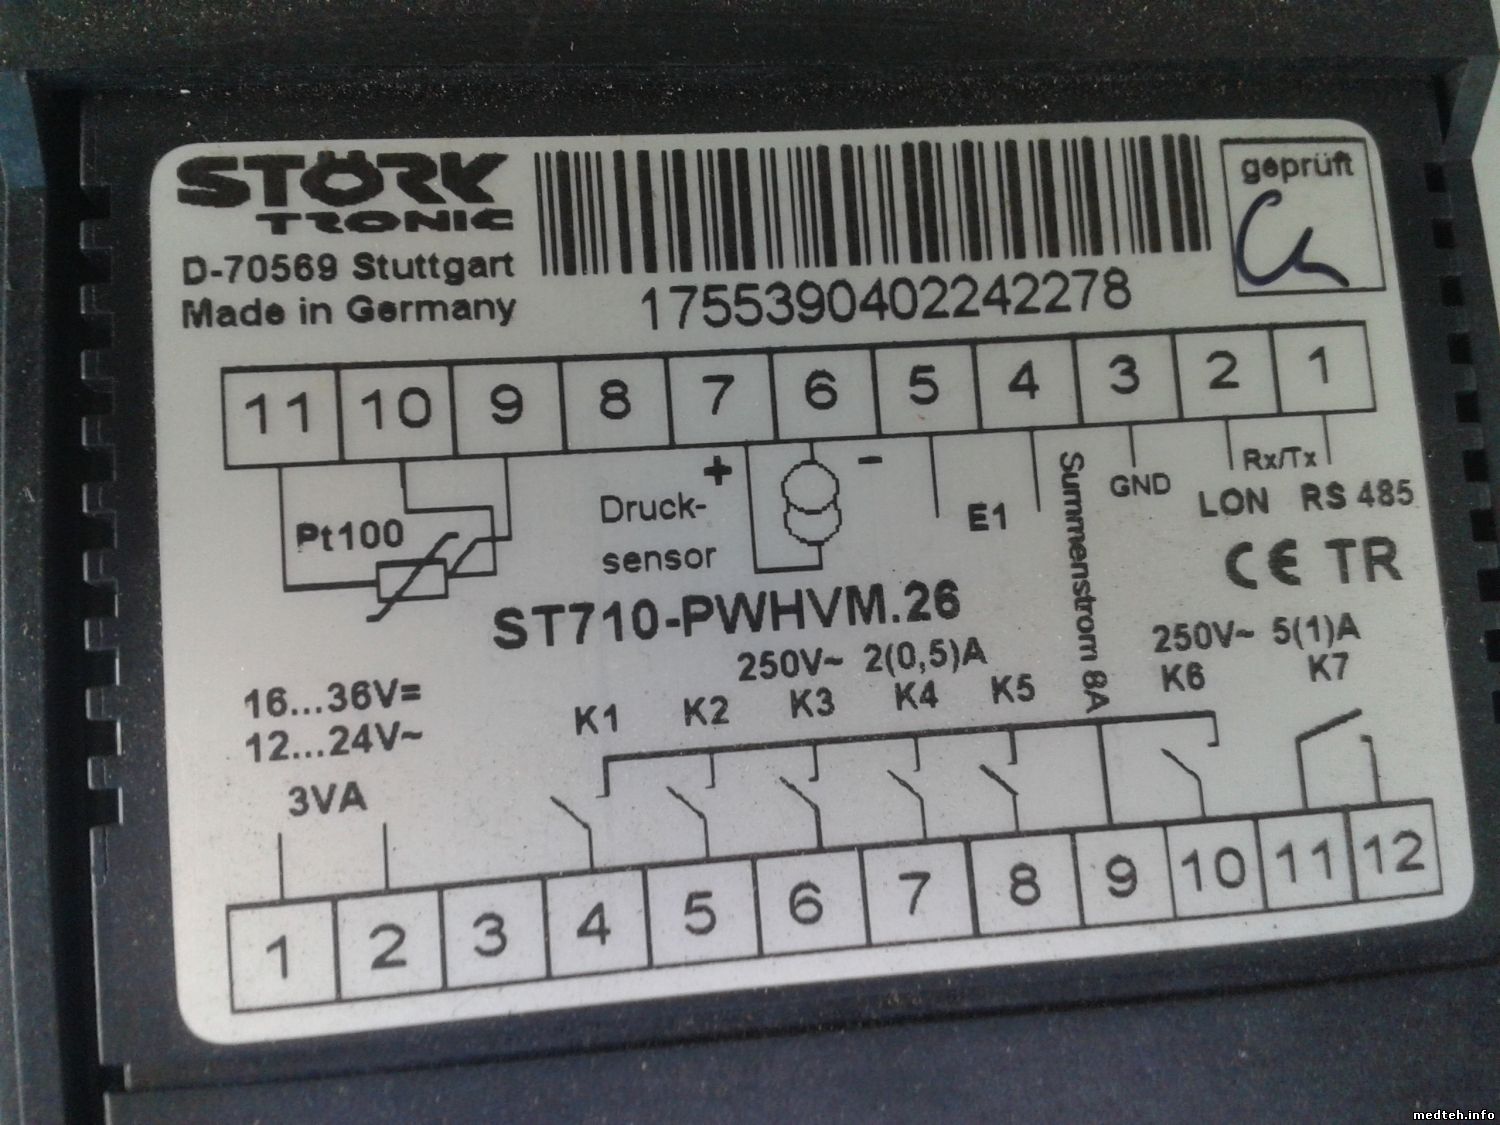 STÖRK
TRONIC
D-70569 Stuttgart
Made in Germany
1755390402242278
geprüft
11 10 9 8 7 6 5 4 3 2 1
Pt100
Druck-
sensor
+ −
E1
Summenstrom 8A
GND
Rx/Tx
LON RS 485
CE TR
ST710-PWHVM.26
250V~ 2(0,5)A
250V~ 5(1)A
16...36V=
12...24V~
3VA
K1 K2 K3 K4 K5 K6 K7
1 2 3 4 5 6 7 8 9 10 11 12
medteh.info